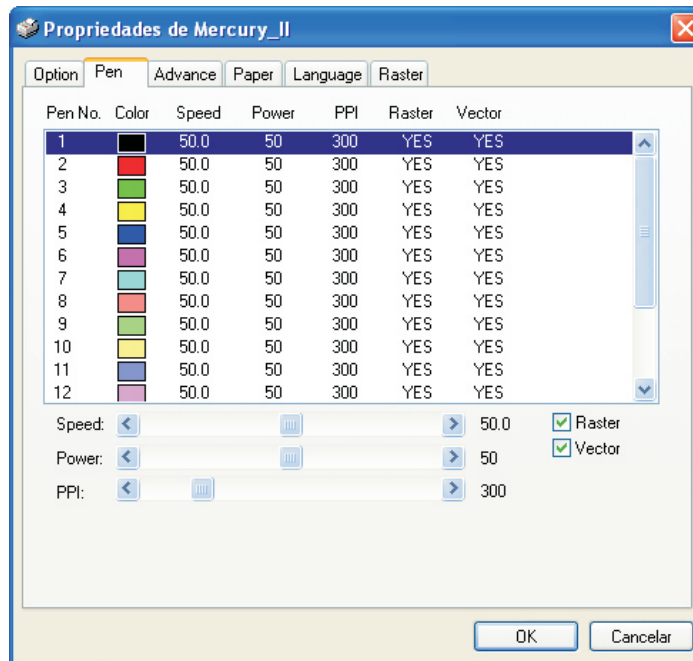 Propriedades de Mercury_II
Option Pen Advance Paper Language Raster
Pen No. Color Speed Power PPI Raster Vector
1 50.0 50 300 YES YES
2 50.0 50 300 YES YES
3 50.0 50 300 YES YES
4 50.0 50 300 YES YES
5 50.0 50 300 YES YES
6 50.0 50 300 YES YES
7 50.0 50 300 YES YES
8 50.0 50 300 YES YES
9 50.0 50 300 YES YES
10 50.0 50 300 YES YES
11 50.0 50 300 YES YES
12 50.0 50 300 YES YES
Speed: 50.0 Raster
Power: 50 Vector
PPI: 300
OK Cancelar